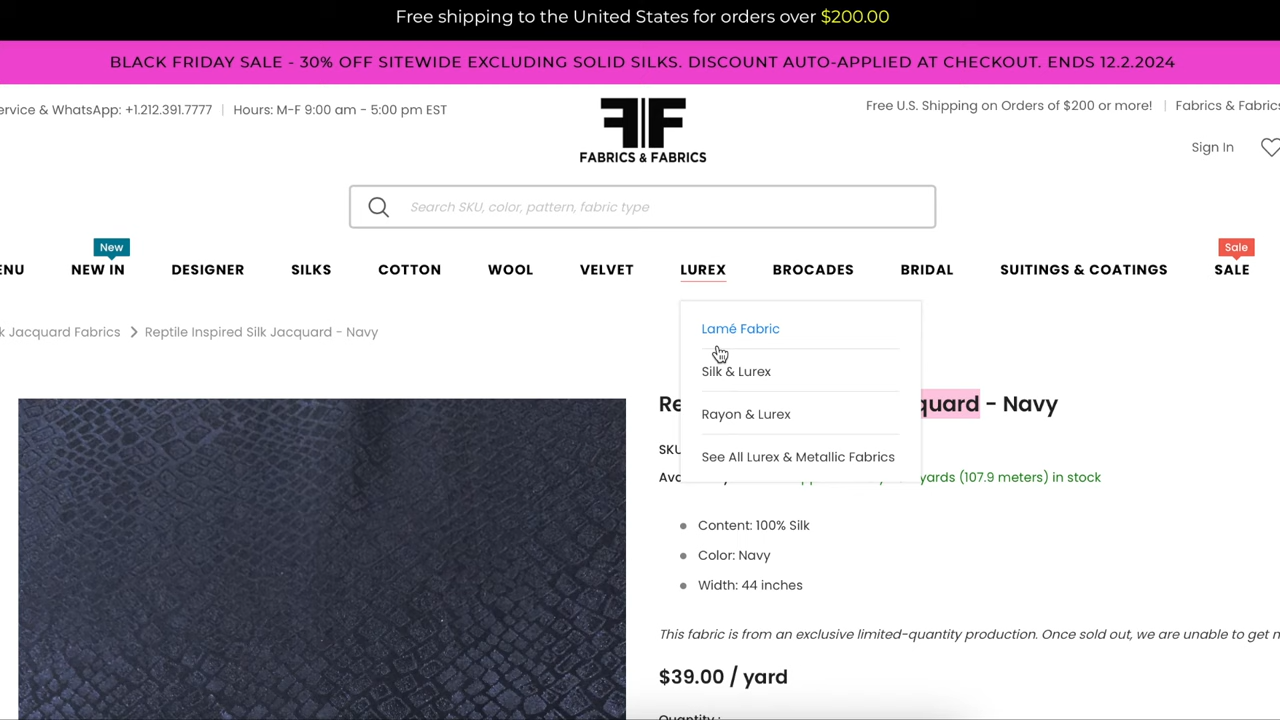 Free shipping to the United States for orders over $200.00
BLACK FRIDAY SALE - 30% OFF SITEWIDE EXCLUDING SOLID SILKS. DISCOUNT AUTO-APPLIED AT CHECKOUT. ENDS 12.2.2024
ervice & WhatsApp: +1.212.391.7777 | Hours: M-F 9:00 am - 5:00 pm EST
FABRICS & FABRICS
Free U.S. Shipping on Orders of $200 or more! | Fabrics & Fabrics
Sign In
Search SKU, color, pattern, fabric type
New
Sale
ENU NEW IN DESIGNER SILKS COTTON WOOL VELVET LUREX BROCADES BRIDAL SUITINGS & COATINGS SALE
k Jacquard Fabrics > Reptile Inspired Silk Jacquard - Navy
Lamé Fabric
Silk & Lurex
Rayon & Lurex
See All Lurex & Metallic Fabrics
Re quard - Navy
SKU
yards (107.9 meters) in stock
Content: 100% Silk
Color: Navy
Width: 44 inches
This fabric is from an exclusive limited-quantity production. Once sold out, we are unable to get
$39.00 / yard
Quantity :